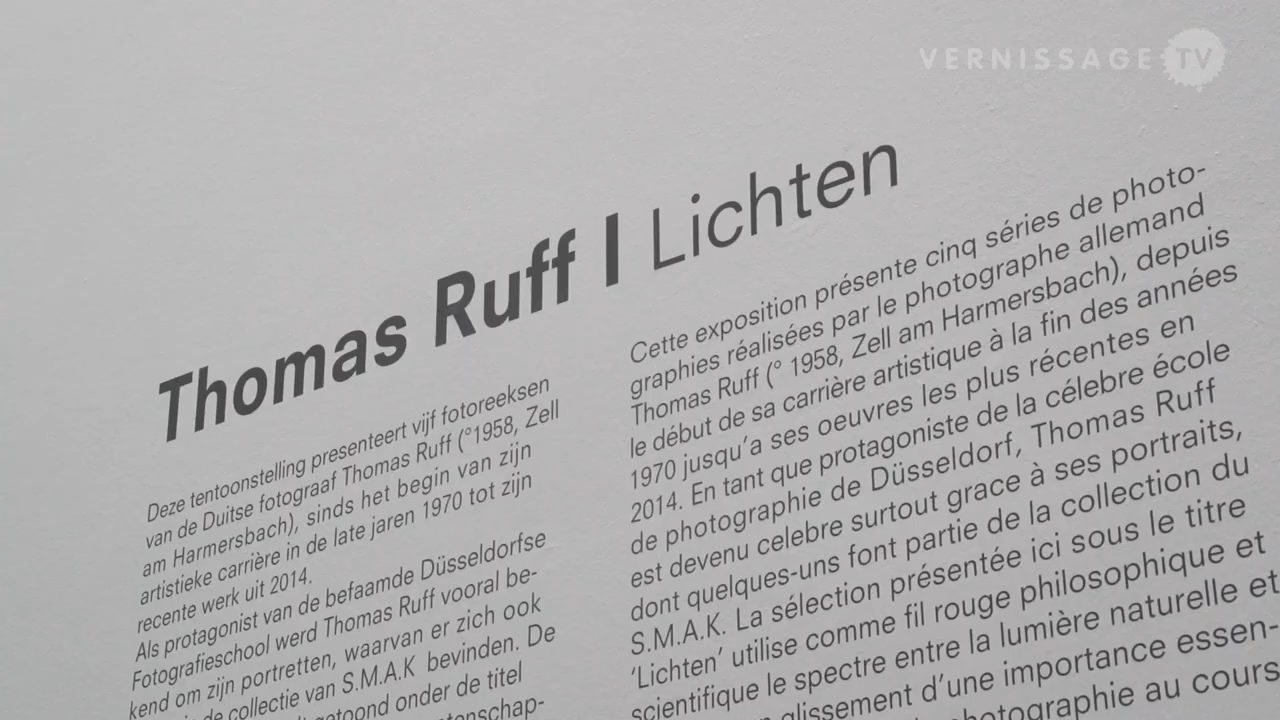 VERNISSAGE TV
Thomas Ruff | Lichten
Deze tentoonstelling presenteert vijf fotoreeksen
van de Duitse fotograaf Thomas Ruff (°1958, Zell
am Harmersbach), sinds het begin van zijn
artistieke carrière in de late jaren 1970 tot zijn
recente werk uit 2014.
Als protagonist van de befaamde Düsseldorfse
Fotografieschool werd Thomas Ruff vooral be-
kend om zijn portretten, waarvan er zich ook
de collectie van S.M.A.K bevinden. De
onder de titel
Cette exposition présente cinq séries de photo-
graphies réalisées par le photographe allemand
Thomas Ruff (° 1958, Zell am Harmersbach), depuis
le début de sa carrière artistique à la fin des années
1970 jusqu'a ses oeuvres les plus récentes en
2014. En tant que protagoniste de la célebre école
de photographie de Düsseldorf, Thomas Ruff
est devenu celebre surtout grace à ses portraits,
dont quelques-uns font partie de la collection du
S.M.A.K. La sélection présentée ici sous le titre
'Lichten' utilise comme fil rouge philosophique et
scientifique le spectre entre la lumière naturelle et
glissement d'une importance essen-
photographie au cours